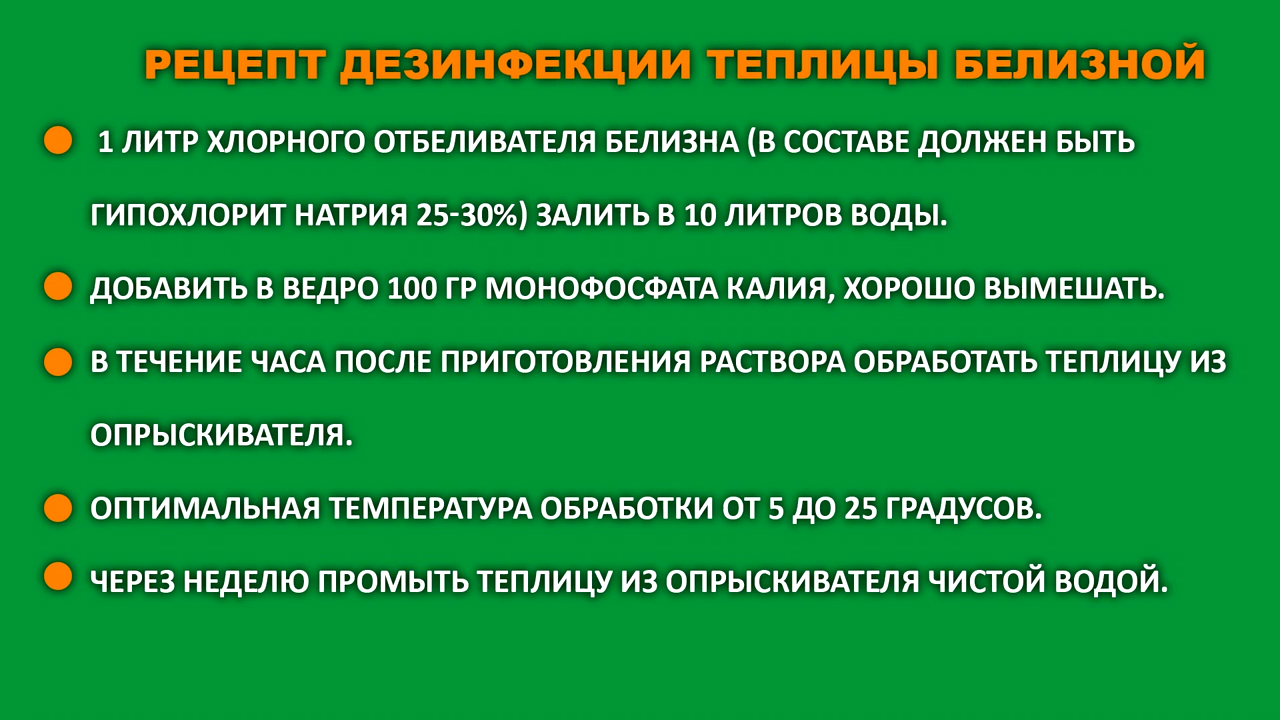 РЕЦЕПТ ДЕЗИНФЕКЦИИ ТЕПЛИЦЫ БЕЛИЗНОЙ
1 ЛИТР ХЛОРНОГО ОТБЕЛИВАТЕЛЯ БЕЛИЗНА (В СОСТАВЕ ДОЛЖЕН БЫТЬ
ГИПОХЛОРИТ НАТРИЯ 25-30%) ЗАЛИТЬ В 10 ЛИТРОВ ВОДЫ.
ДОБАВИТЬ В ВЕДРО 100 ГР МОНОФОСФАТА КАЛИЯ, ХОРОШО ВЫМЕШАТЬ.
В ТЕЧЕНИЕ ЧАСА ПОСЛЕ ПРИГОТОВЛЕНИЯ РАСТВОРА ОБРАБОТАТЬ ТЕПЛИЦУ ИЗ
ОПРЫСКИВАТЕЛЯ.
ОПТИМАЛЬНАЯ ТЕМПЕРАТУРА ОБРАБОТКИ ОТ 5 ДО 25 ГРАДУСОВ.
ЧЕРЕЗ НЕДЕЛЮ ПРОМЫТЬ ТЕПЛИЦУ ИЗ ОПРЫСКИВАТЕЛЯ ЧИСТОЙ ВОДОЙ.